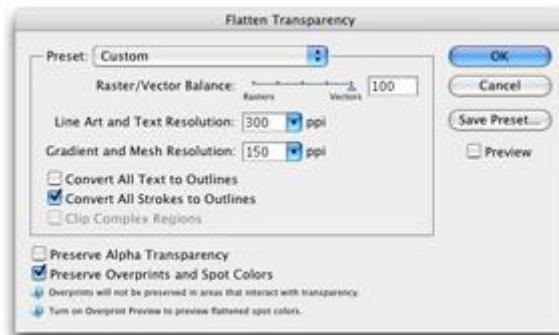 Flatten Transparency
Preset: Custom
OK
Raster/Vector Balance: 100
Rasters Vectors
Cancel
Line Art and Text Resolution: 300 ppi
Save Preset...
Gradient and Mesh Resolution: 150 ppi
Preview
Convert All Text to Outlines
Convert All Strokes to Outlines
Clip Complex Regions
Preserve Alpha Transparency
Preserve Overprints and Spot Colors
Overprints will not be preserved in areas that interact with transparency.
Turn on Overprint Preview to preview flattened spot colors.